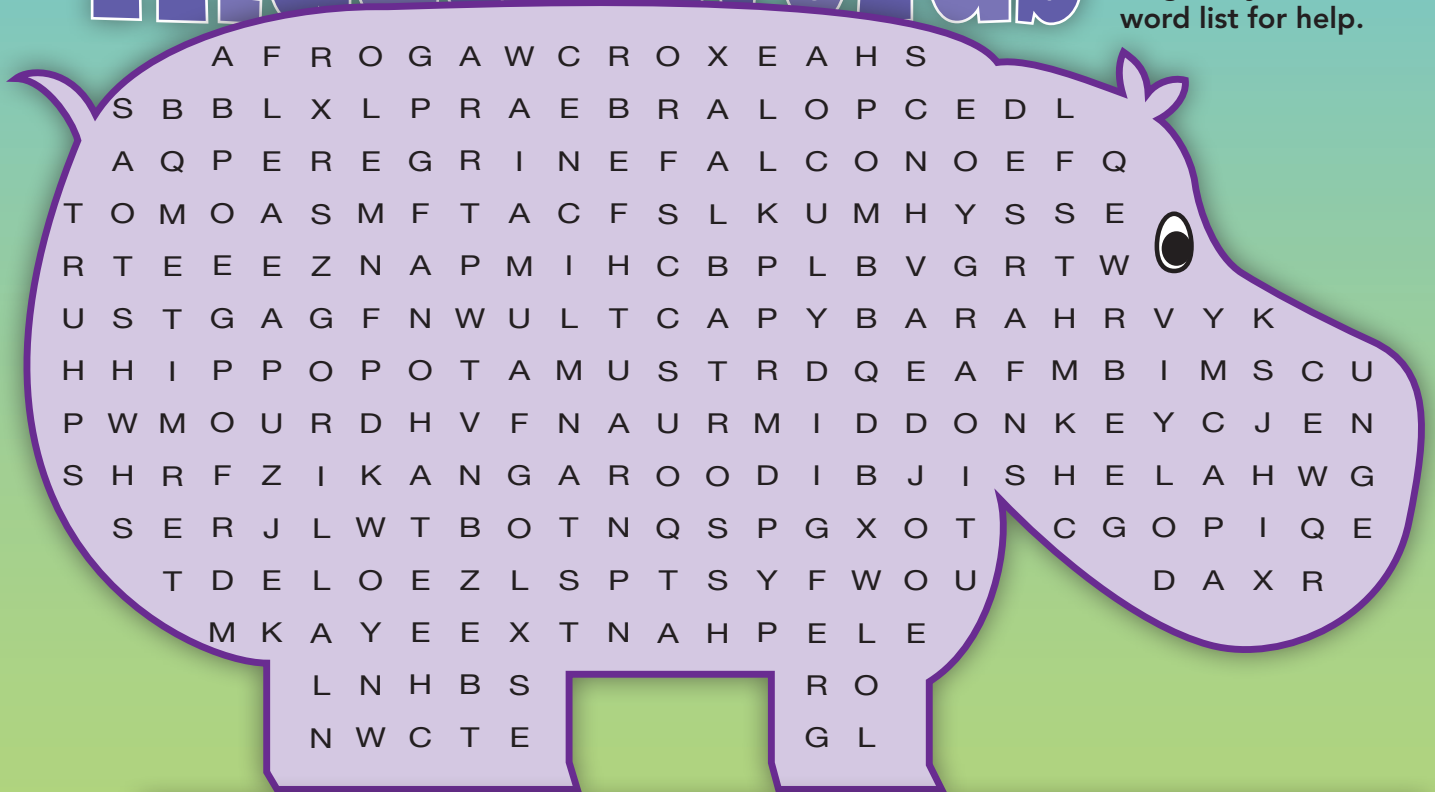 word list for help.
A F R O G A W C R O X E A H S
S B B L X L P R A E B R A L O P C E D L
A Q P E R E G R I N E F A L C O N O E F Q
T O M O A S M F T A C F S L K U M H Y S S E
R T E E E Z N A P M I H C B P L B V G R T W
U S T G A G F N W U L T C A P Y B A R A H R V Y K
H H I P P O P O T A M U S T R D Q E A F M B I M S C U
P W M O U R D H V F N A U R M I D D O N K E Y C J E N
S H R F Z I K A N G A R O O D I B J I S H E L A H W G
S E R J L W T B O T N Q S P G X O T C G O P I Q E
T D E L O E Z L S P T S Y F W O U D A X R
M K A Y E E X T N A H P E L E
L N H B S R O
N W C T E G L